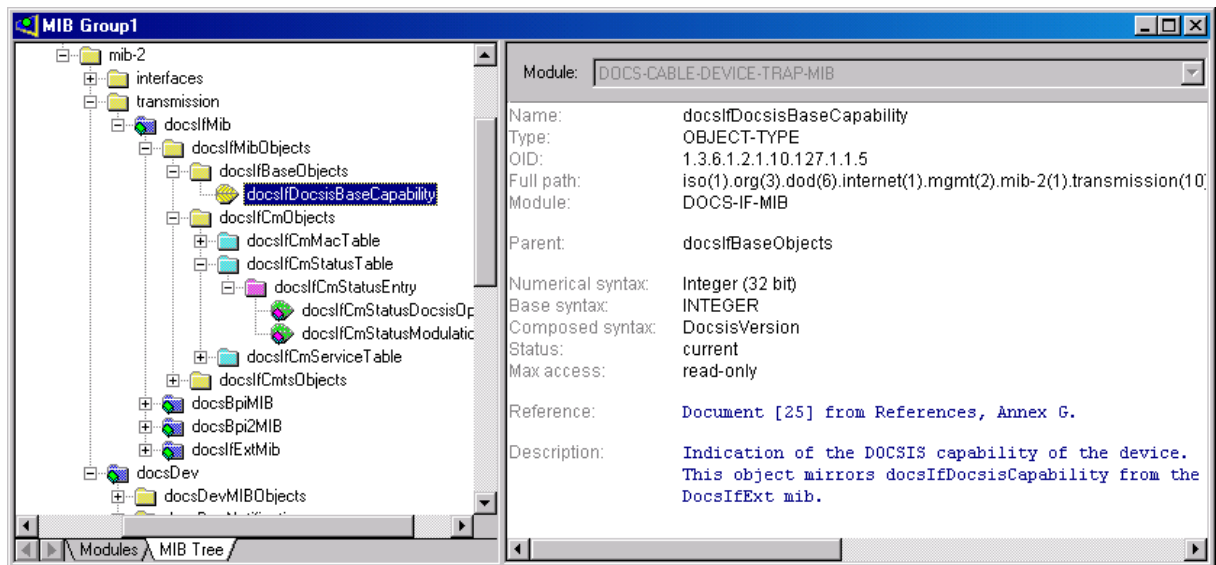 MIB Group1
mib-2
interfaces
transmission
docsIfMib
docsIfMibObjects
docsIfBaseObjects
docsIfDocsisBaseCapability
docsIfCmObjects
docsIfCmMacTable
docsIfCmStatusTable
docsIfCmStatusEntry
docsIfCmStatusDocsisOp
docsIfCmStatusModulatic
docsIfCmServiceTable
docsIfCmtsObjects
docsBpiMIB
docsBpi2MIB
docsIfExtMib
docsDev
docsDevMIBObjects
Modules MIB Tree
Module: DOCS-CABLE-DEVICE-TRAP-MIB
Name: docsIfDocsisBaseCapability
Type: OBJECT-TYPE
OID: 1.3.6.1.2.1.10.127.1.1.5
Full path: iso(1).org(3).dod(6).internet(1).mgmt(2).mib-2(1).transmission(10)
Module: DOCS-IF-MIB
Parent: docsIfBaseObjects
Numerical syntax: Integer (32 bit)
Base syntax: INTEGER
Composed syntax: DocsisVersion
Status: current
Max access: read-only
Reference: Document [25] from References, Annex G.
Description: Indication of the DOCSIS capability of the device.
This object mirrors docsIfDocsisCapability from the
DocsIfExt mib.